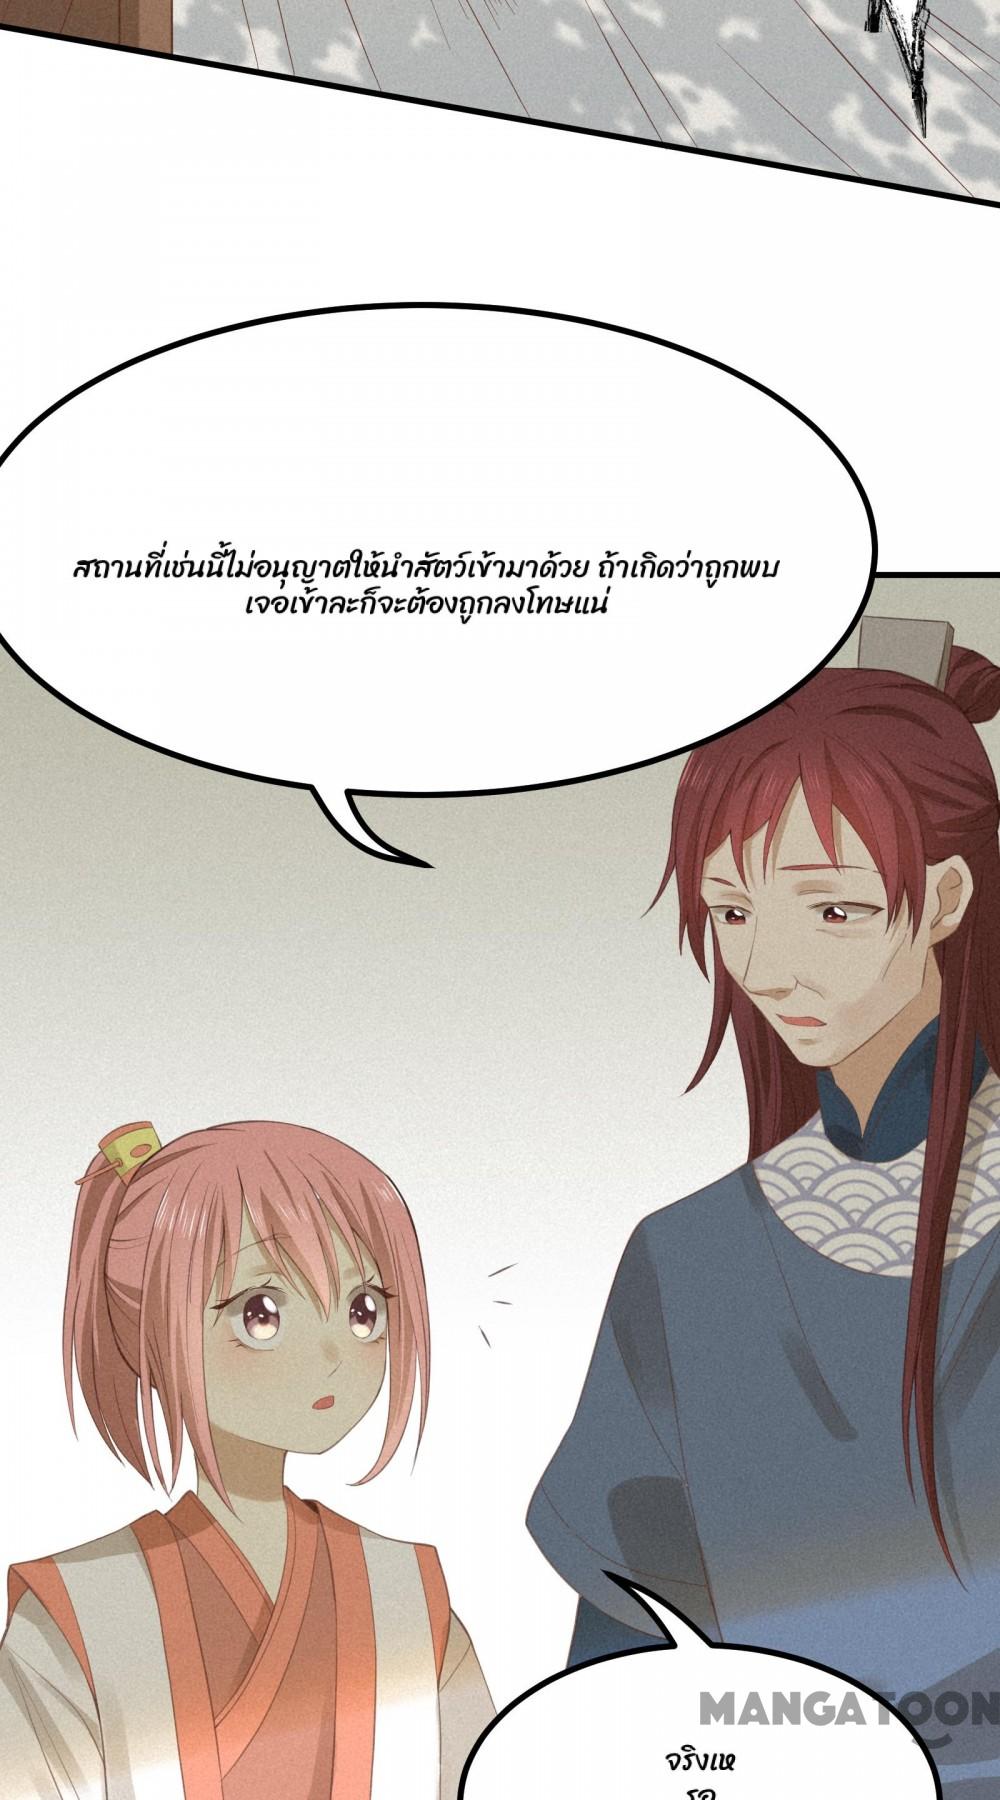 สถานที่เช่นนี้ไม่อนุญาตให้นำสัตว์เข้ามาด้วย ถ้าเกิดว่าถูกพบ
เจอเข้าละก็จะต้องถูกลงโทษแน่
MANGATOON
จริงเห
รอ